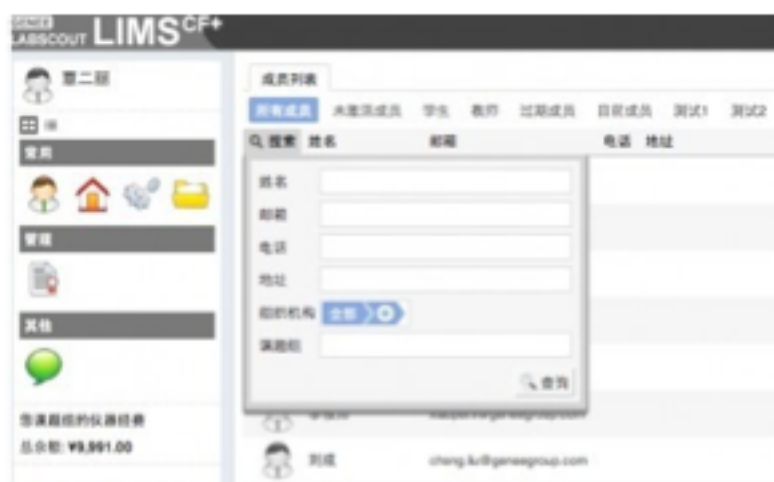 GENEE
LABSCOUT LIMS CF+
成员列表
所有成员 未激活成员 学生 教师 过期成员 目前成员 测试1 测试2
搜索 姓名 邮箱 电话 地址
常用
姓名
邮箱
电话
地址
组织机构 全部
课题组
查询
管理
其他
您课题组的仪器经费
总余额: ¥9,991.00
刘成 cheng.liu@geneegroup.com